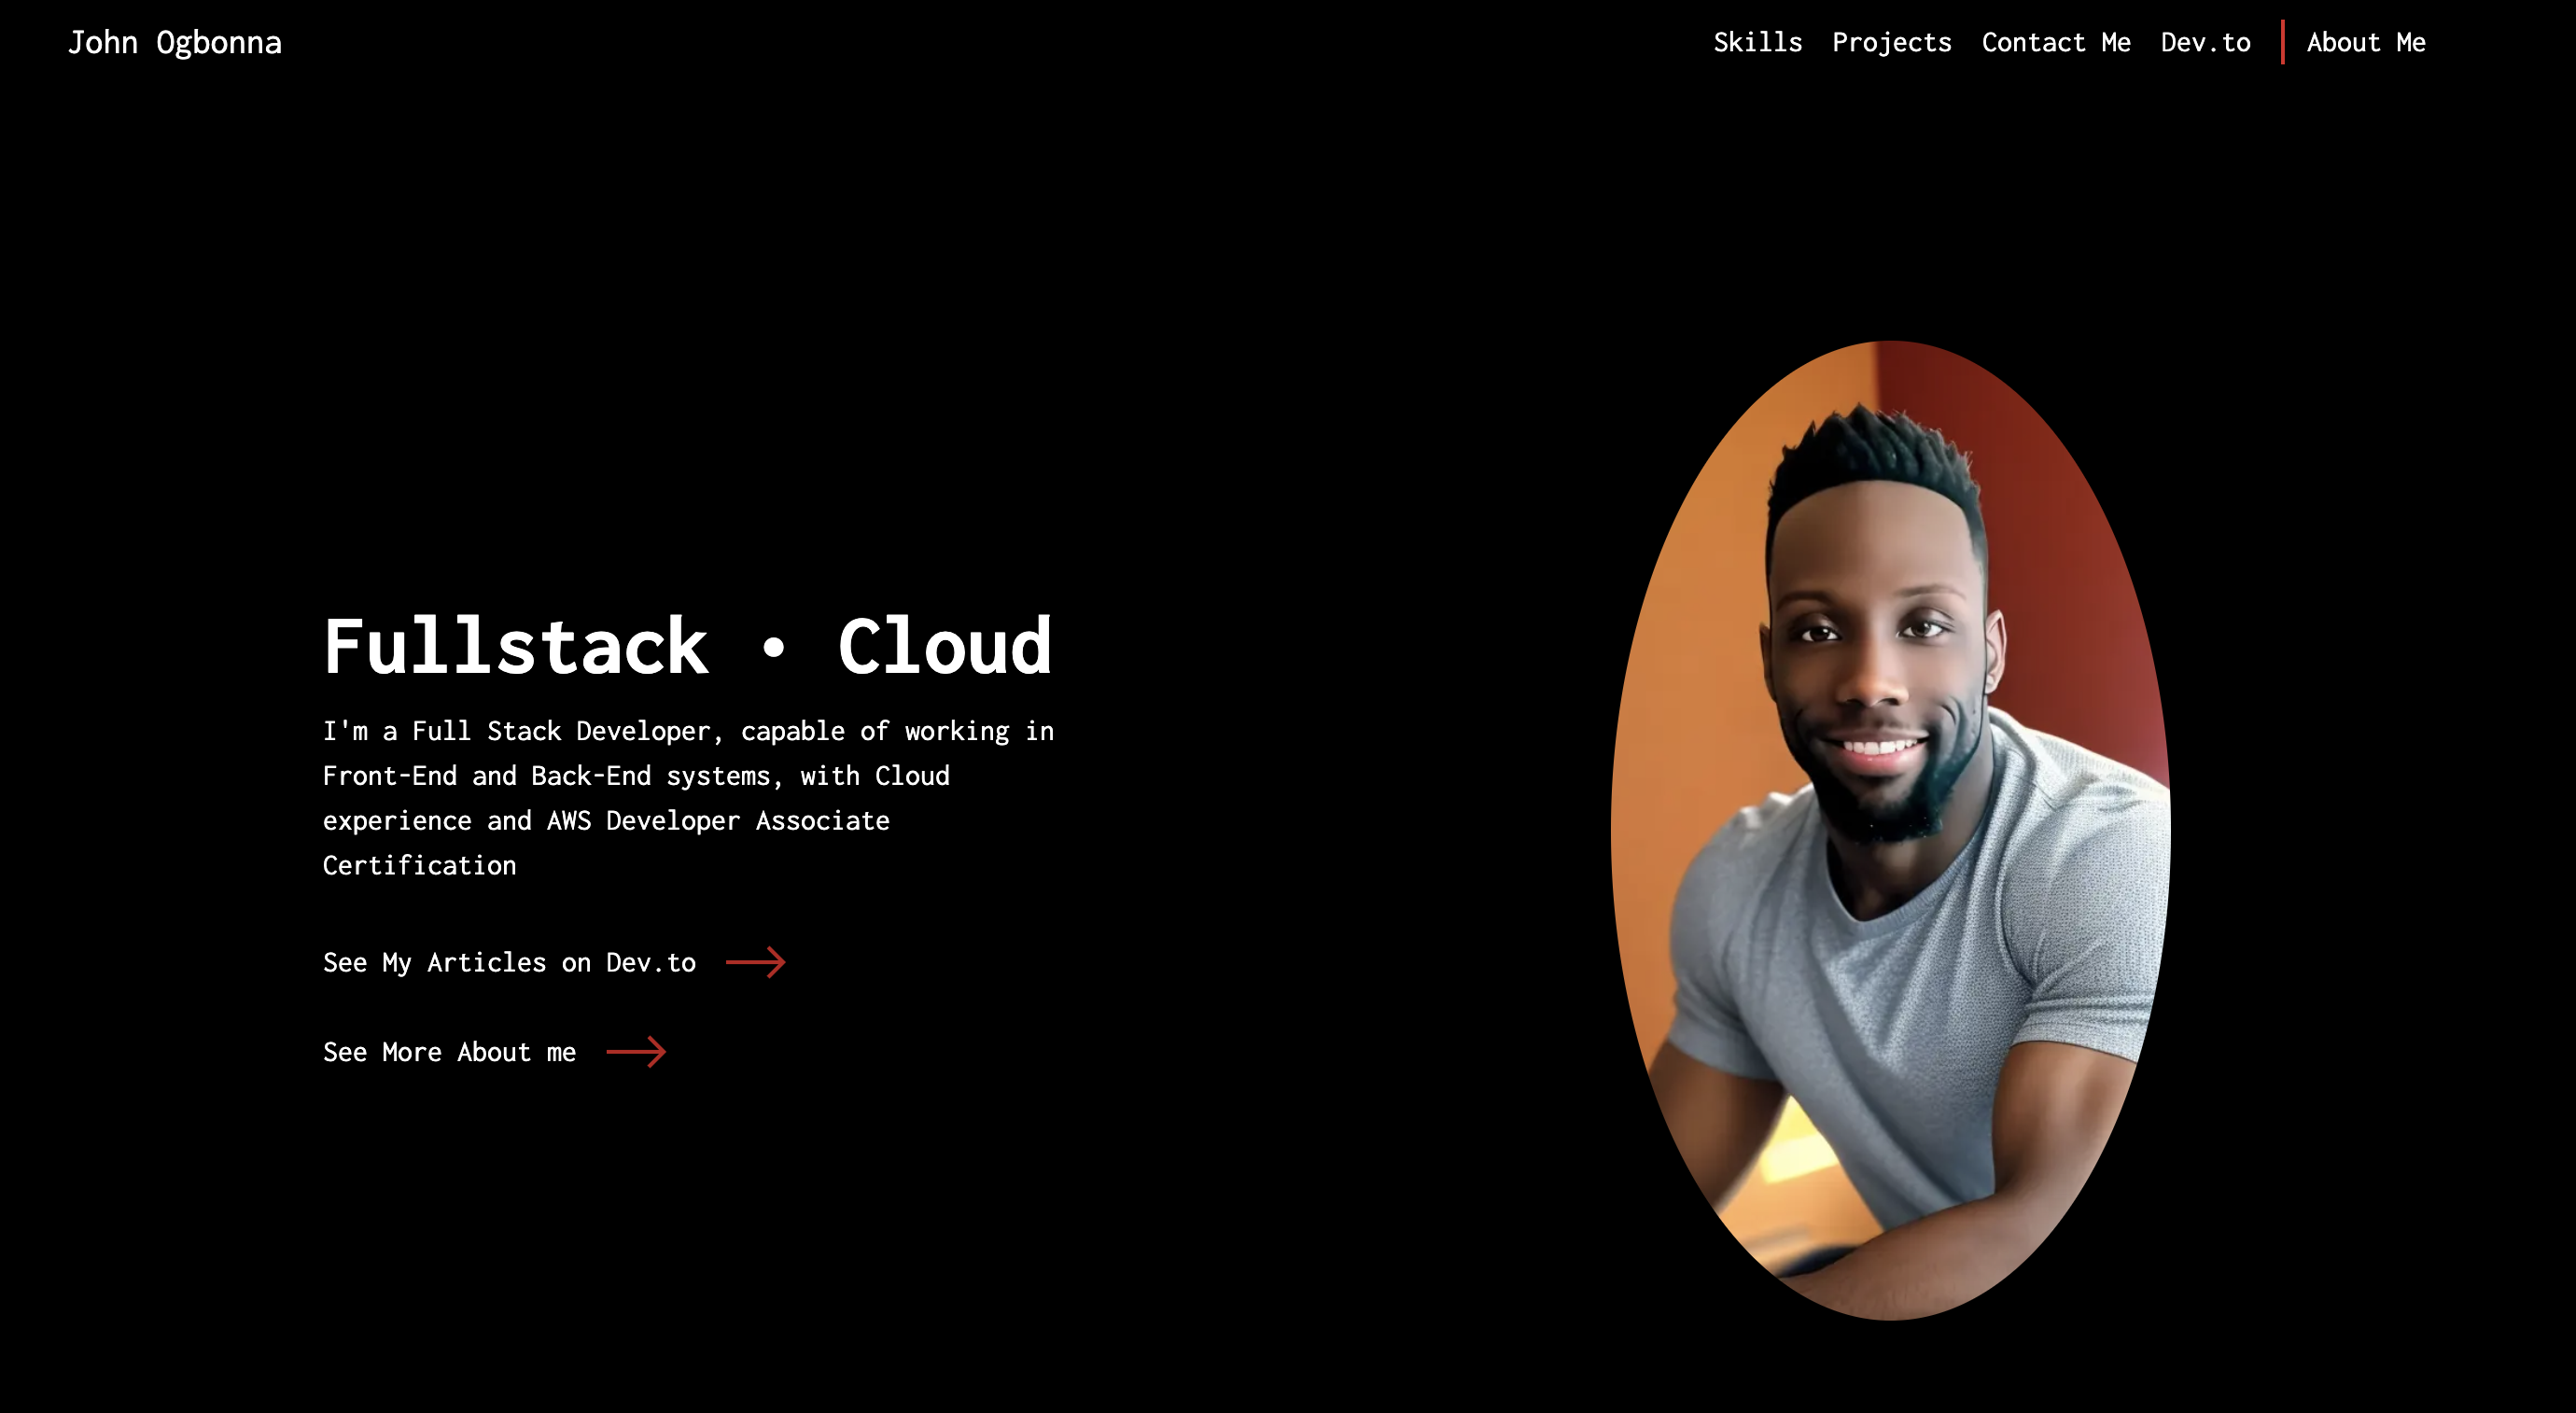 John Ogbonna
Skills Projects Contact Me Dev.to About Me
Fullstack • Cloud
I'm a Full Stack Developer, capable of working in
Front-End and Back-End systems, with Cloud
experience and AWS Developer Associate
Certification
See My Articles on Dev.to
See More About me